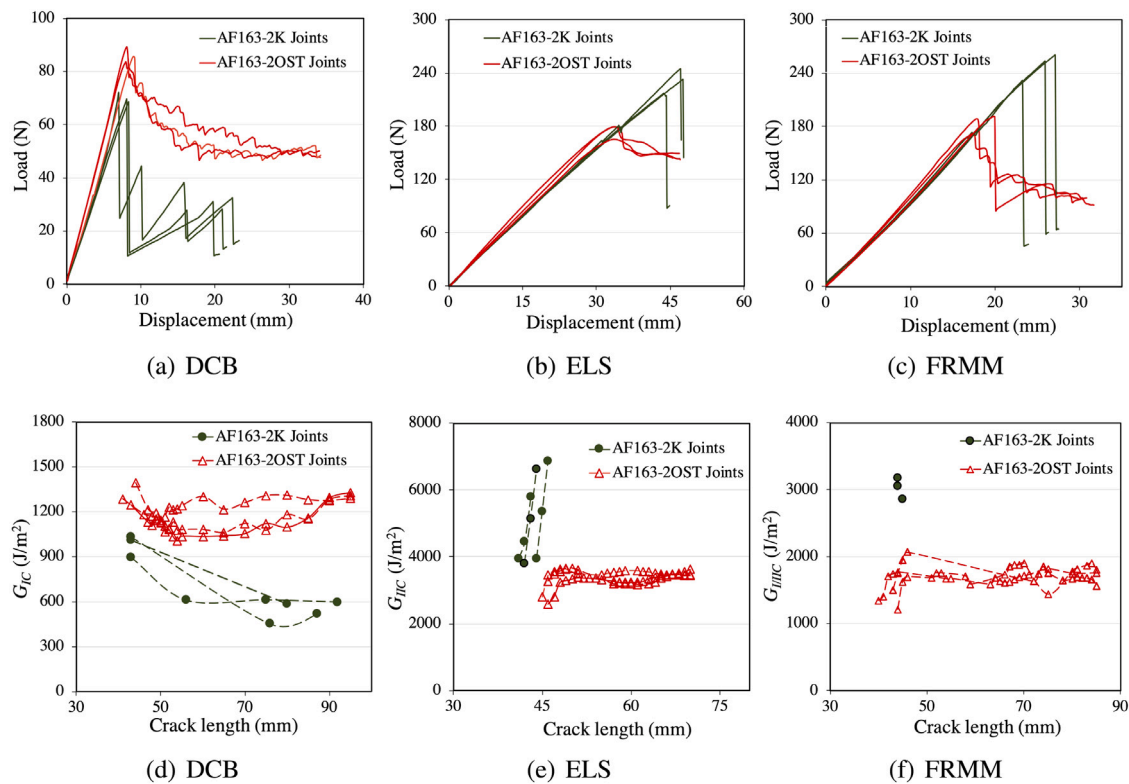 100
80
60
40
20
0
Load (N)
AF163-2K Joints
AF163-2OST Joints
0 10 20 30 40
Displacement (mm)
(a) DCB
300
240
180
120
60
0
Load (N)
AF163-2K Joints
AF163-2OST Joints
0 15 30 45 60
Displacement (mm)
(b) ELS
300
240
180
120
60
0
Load (N)
AF163-2K Joints
AF163-2OST Joints
0 10 20 30
Displacement (mm)
(c) FRMM
1800
1500
1200
900
600
300
0
G_IC (J/m²)
AF163-2K Joints
AF163-2OST Joints
30 50 70 90
Crack length (mm)
(d) DCB
8000
6000
4000
2000
0
G_IIC (J/m²)
AF163-2K Joints
AF163-2OST Joints
30 45 60 75
Crack length (mm)
(e) ELS
4000
3000
2000
1000
0
G_I/IIC (J/m²)
AF163-2K Joints
AF163-2OST Joints
30 50 70 90
Crack length (mm)
(f) FRMM